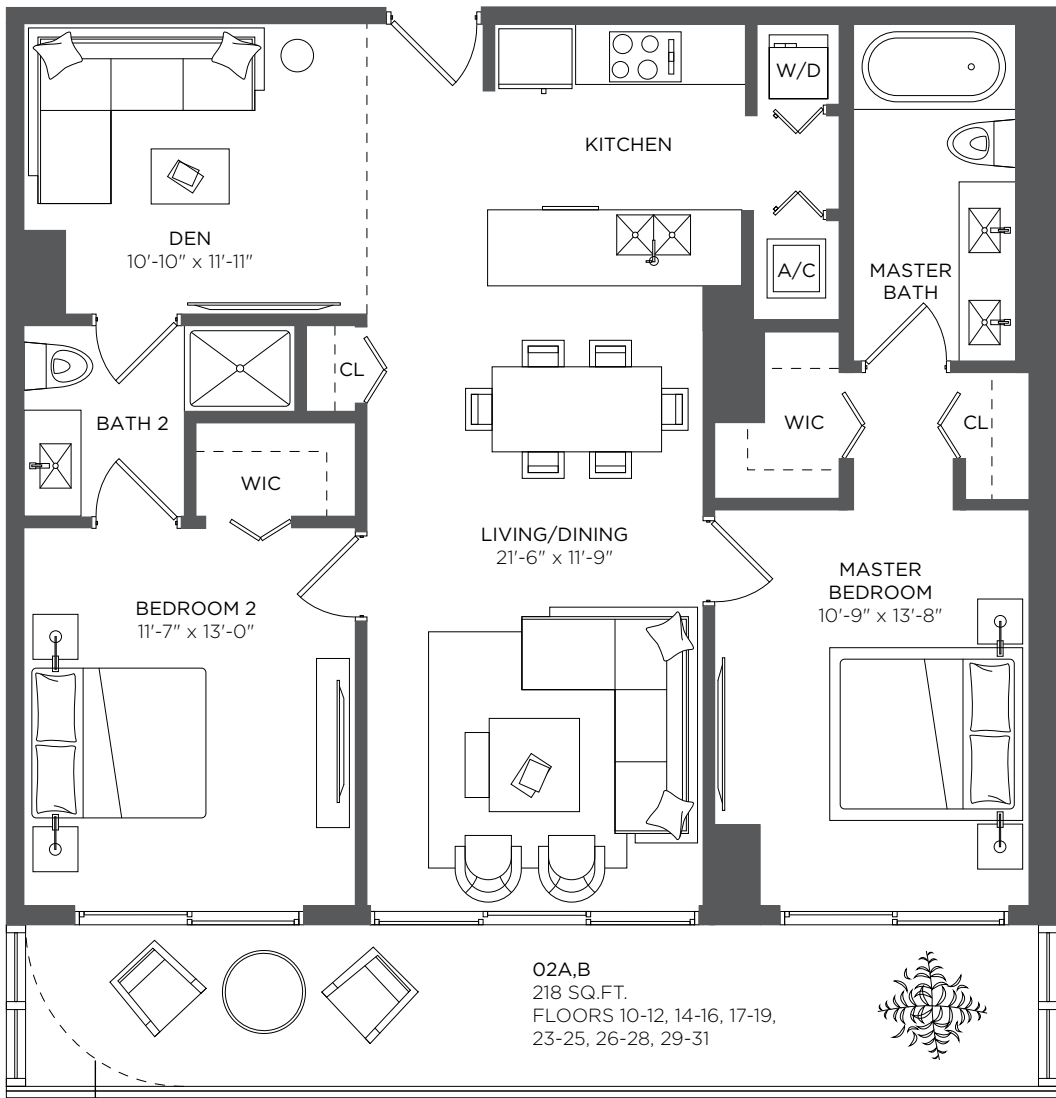 W/D
KITCHEN
DEN
10'-10" x 11'-11"
A/C
MASTER
BATH
CL
BATH 2
WIC
CL
WIC
LIVING/DINING
21'-6" x 11'-9"
MASTER
BEDROOM
10'-9" x 13'-8"
BEDROOM 2
11'-7" x 13'-0"
02A,B
218 SQ.FT.
FLOORS 10-12, 14-16, 17-19,
23-25, 26-28, 29-31